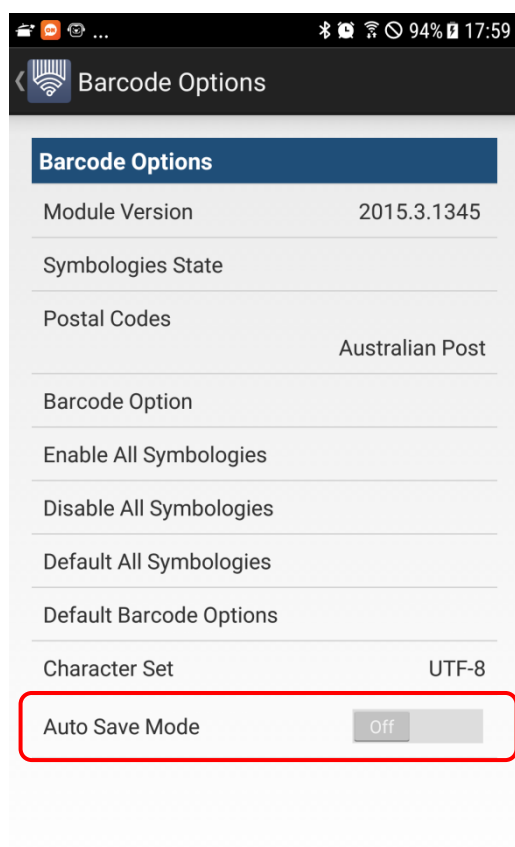 ... 94% 17:59
Barcode Options
Barcode Options
Module Version 2015.3.1345
Symbologies State
Postal Codes
Australian Post
Barcode Option
Enable All Symbologies
Disable All Symbologies
Default All Symbologies
Default Barcode Options
Character Set UTF-8
Auto Save Mode Off